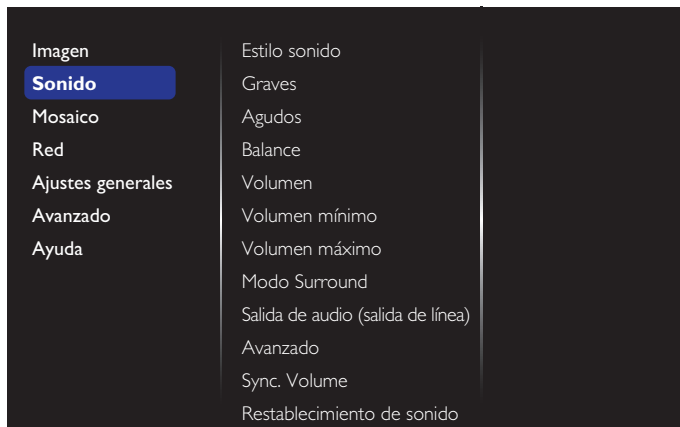 Imagen
Sonido
Mosaico
Red
Ajustes generales
Avanzado
Ayuda
Estilo sonido
Graves
Agudos
Balance
Volumen
Volumen mínimo
Volumen máximo
Modo Surround
Salida de audio (salida de línea)
Avanzado
Sync. Volume
Restablecimiento de sonido